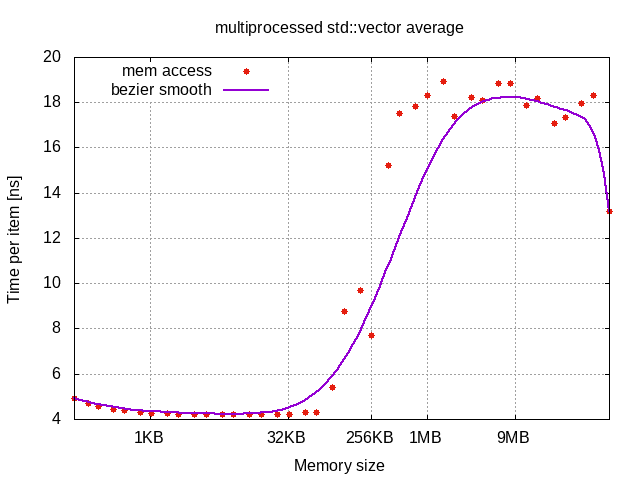 multiprocessed std::vector average
20
mem access
bezier smooth
18
16
14
12
10
8
6
4
Time per item [ns]
1KB 32KB 256KB 1MB 9MB
Memory size